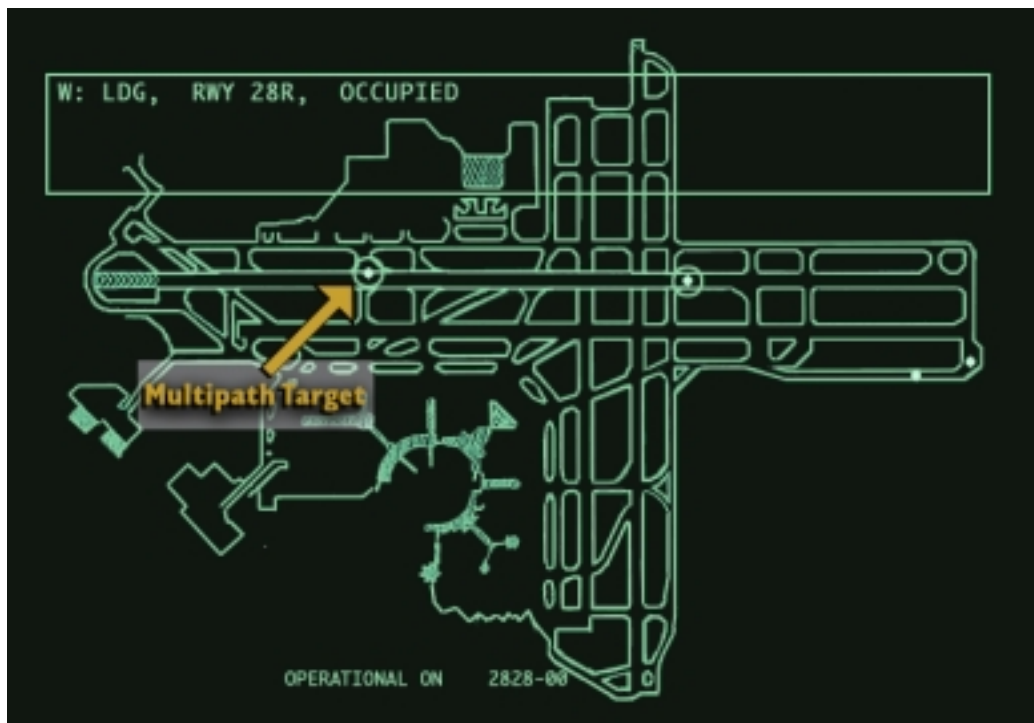 W: LDG, RWY 28R, OCCUPIED
Multipath Target
OPERATIONAL ON 2828-00